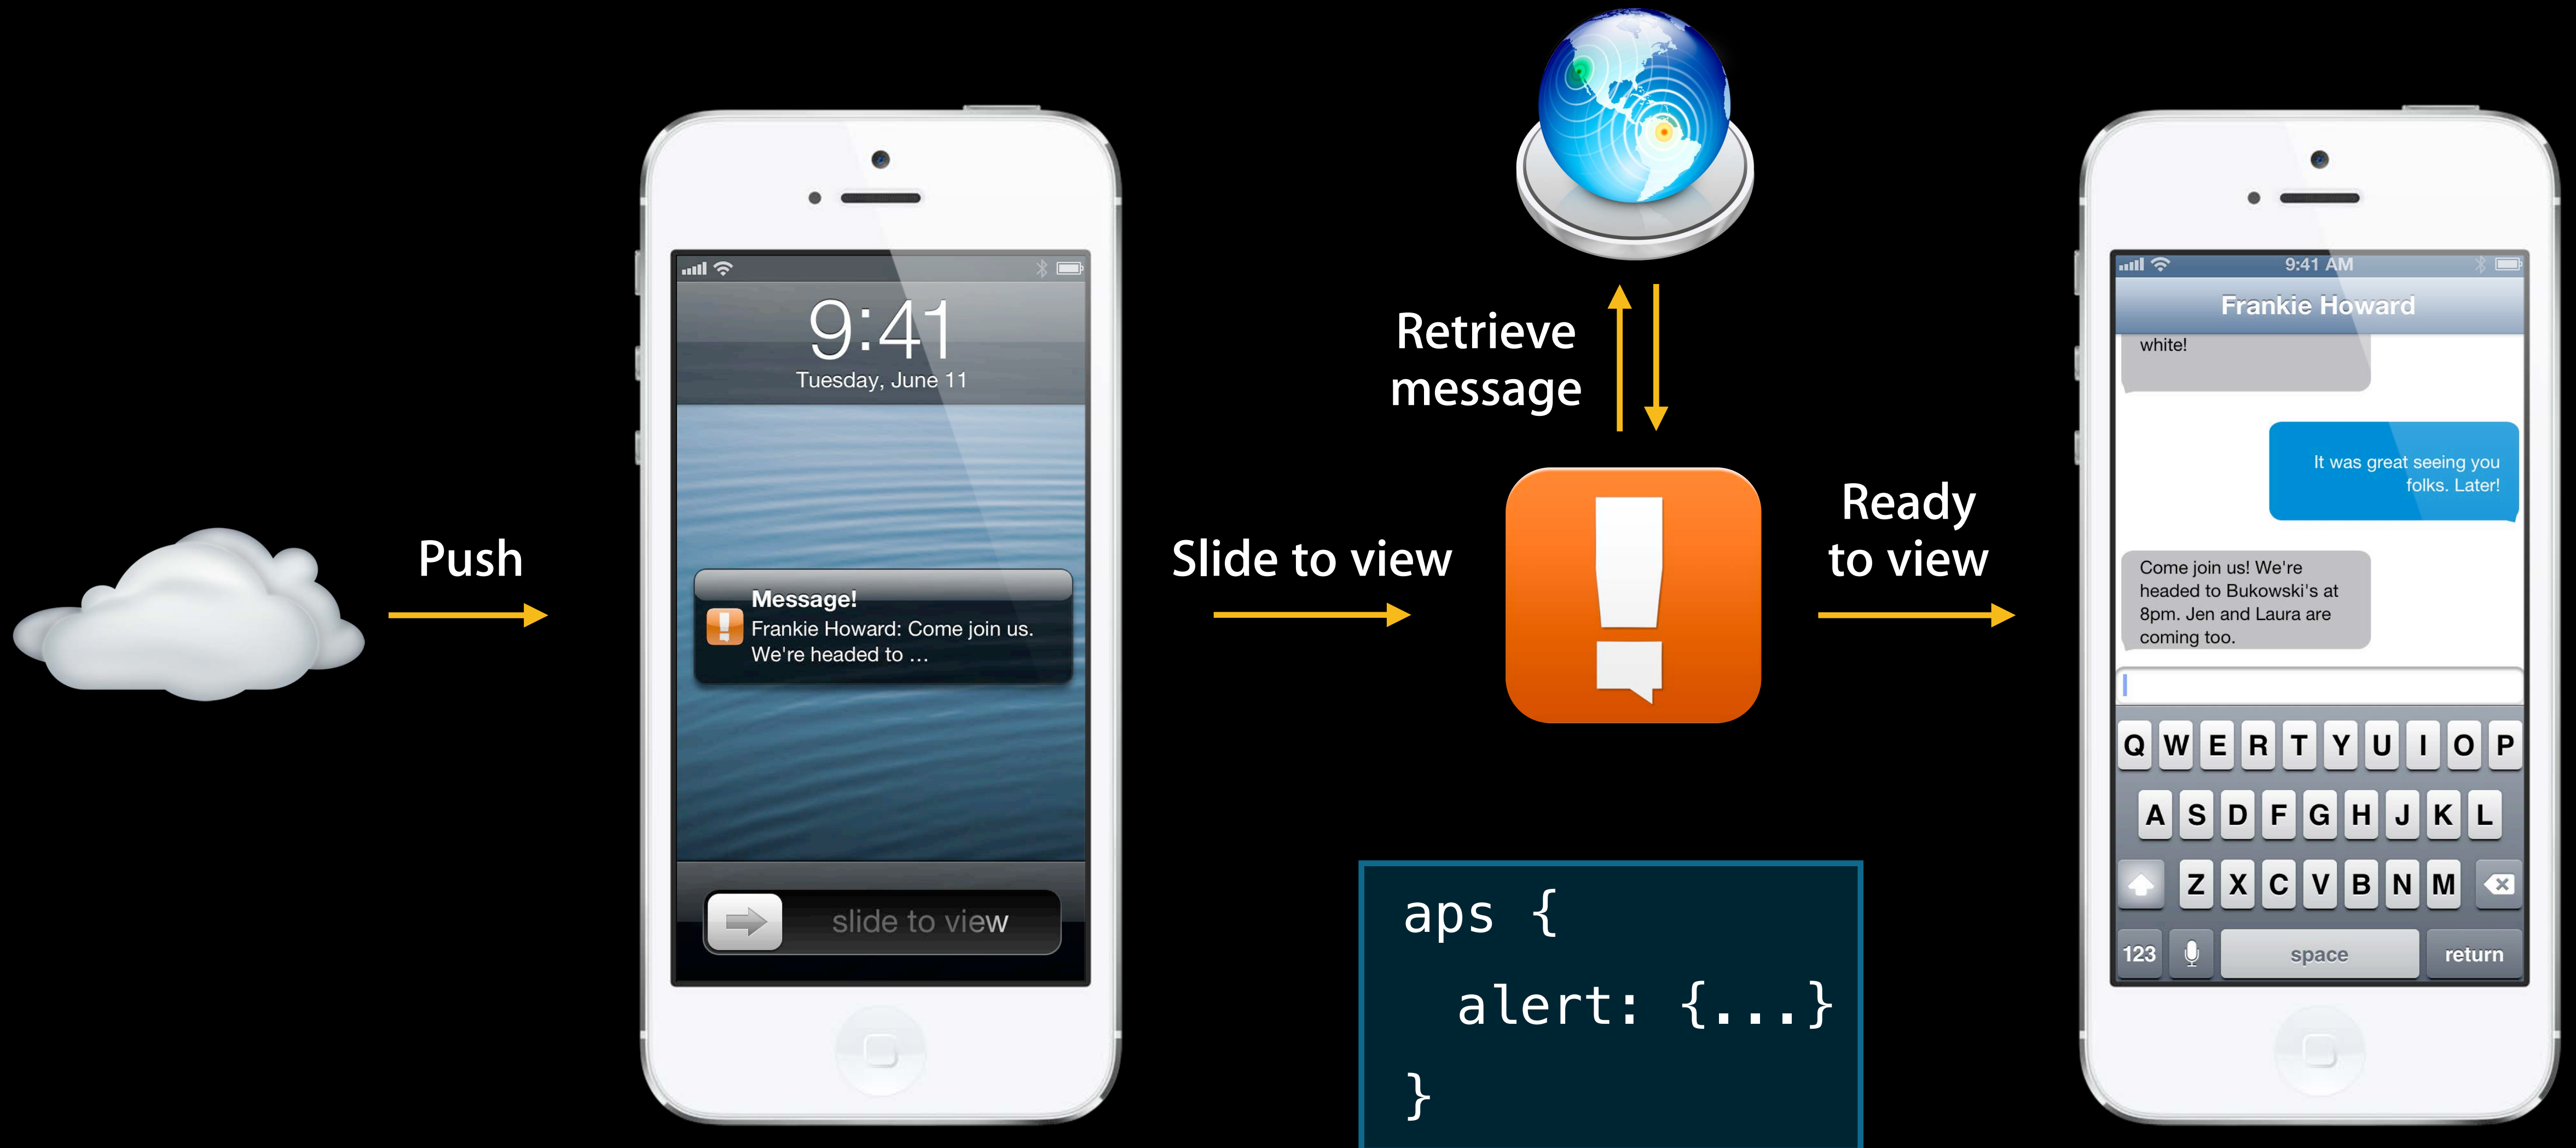 Push
9:41
Tuesday, June 11
Message!
Frankie Howard: Come join us.
We're headed to …
slide to view
Slide to view
Retrieve
message
aps {
alert: {...}
}
Ready
to view
9:41 AM
Frankie Howard
white!
It was great seeing you
folks. Later!
Come join us! We're
headed to Bukowski's at
8pm. Jen and Laura are
coming too.
Q W E R T Y U I O P
A S D F G H J K L
Z X C V B N M
123 space return